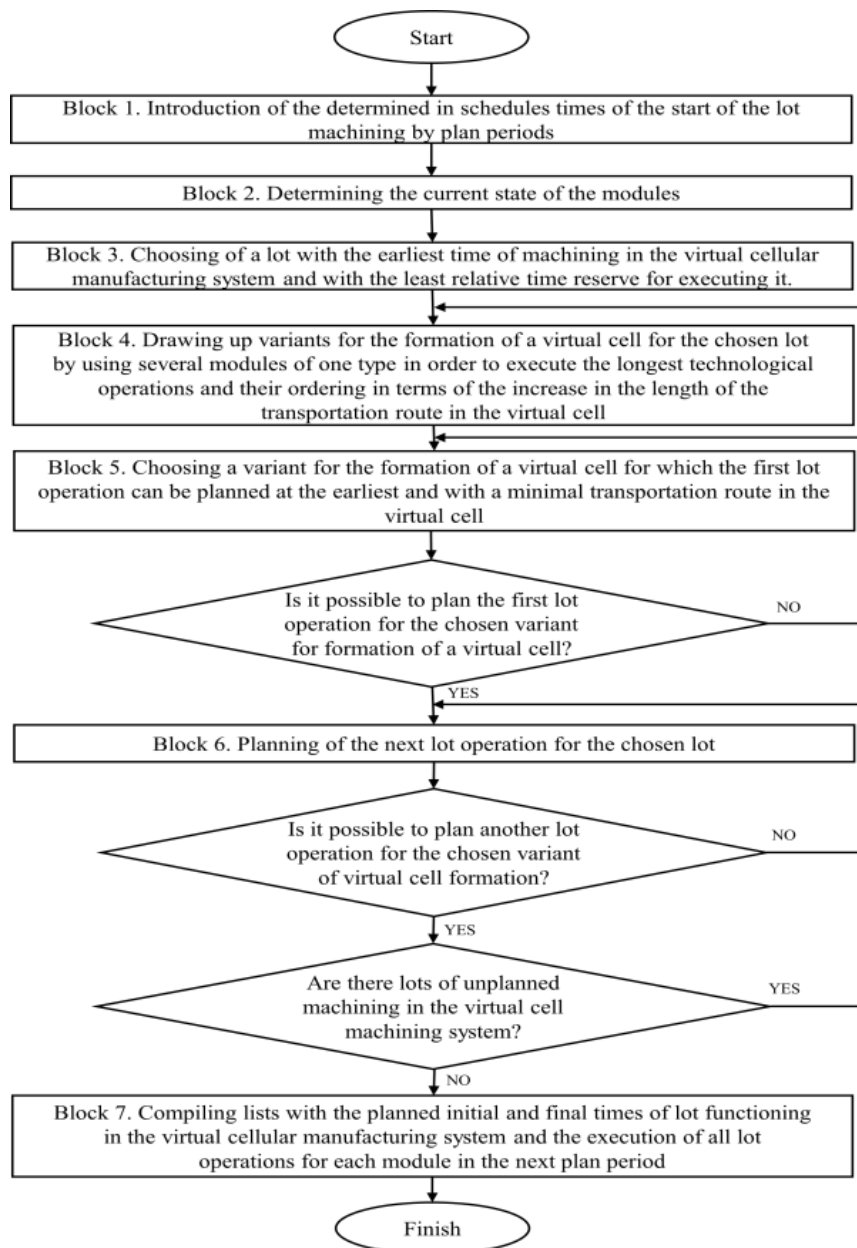 Start
Block 1. Introduction of the determined in schedules times of the start of the lot
machining by plan periods
Block 2. Determining the current state of the modules
Block 3. Choosing of a lot with the earliest time of machining in the virtual cellular
manufacturing system and with the least relative time reserve for executing it.
Block 4. Drawing up variants for the formation of a virtual cell for the chosen lot
by using several modules of one type in order to execute the longest technological
operations and their ordering in terms of the increase in the length of the
transportation route in the virtual cell
Block 5. Choosing a variant for the formation of a virtual cell for which the first lot
operation can be planned at the earliest and with a minimal transportation route in the
virtual cell
Is it possible to plan the first lot
operation for the chosen variant
for formation of a virtual cell?
NO
YES
Block 6. Planning of the next lot operation for the chosen lot
Is it possible to plan another lot
operation for the chosen variant
of virtual cell formation?
NO
YES
Are there lots of unplanned
machining in the virtual cell
machining system?
YES
NO
Block 7. Compiling lists with the planned initial and final times of lot functioning
in the virtual cellular manufacturing system and the execution of all lot
operations for each module in the next plan period
Finish